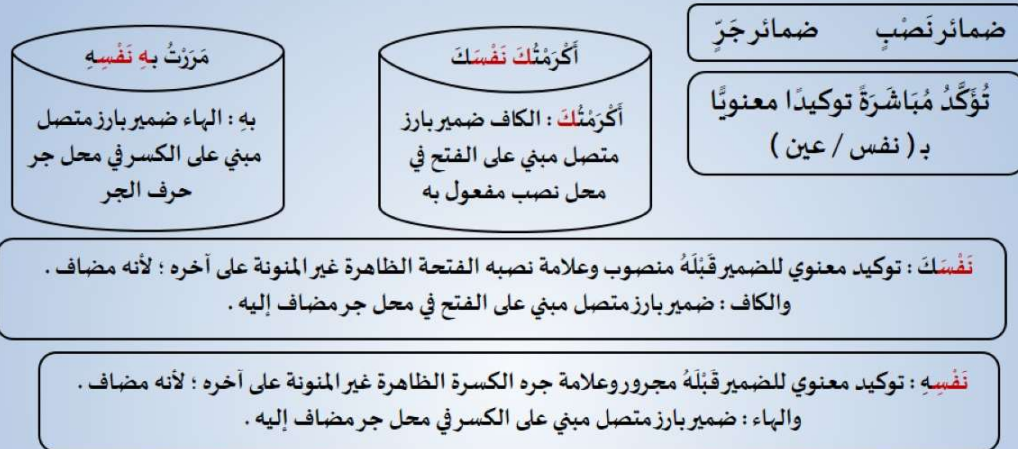 ضمائر نَصْبٍ ضمائر جَرّ
تُؤَكَّدُ مُبَاشَرَةً توكيدًا معنويًّا
بـ ( نفس / عين )
أَكْرَمْتُكَ نَفْسَكَ
أَكْرَمْتُكَ : الكاف ضمير بارز
متصل مبني على الفتح في
محل نصب مفعول به
مَرَرْتُ بِهِ نَفْسِهِ
بهِ : الهاء ضمير بارز متصل
مبني على الكسر في محل جر
حرف الجر
نَفْسَكَ : توكيد معنوي للضمير قَبْلَهُ منصوب وعلامة نصبه الفتحة الظاهرة غير المنونة على آخره ؛ لأنه مضاف .
والكاف : ضمير بارز متصل مبني على الفتح في محل جر مضاف إليه .
نَفْسِهِ : توكيد معنوي للضمير قَبْلَهُ مجرور وعلامة جره الكسرة الظاهرة غير المنونة على آخره ؛ لأنه مضاف .
والهاء : ضمير بارز متصل مبني على الكسر في محل جر مضاف إليه .